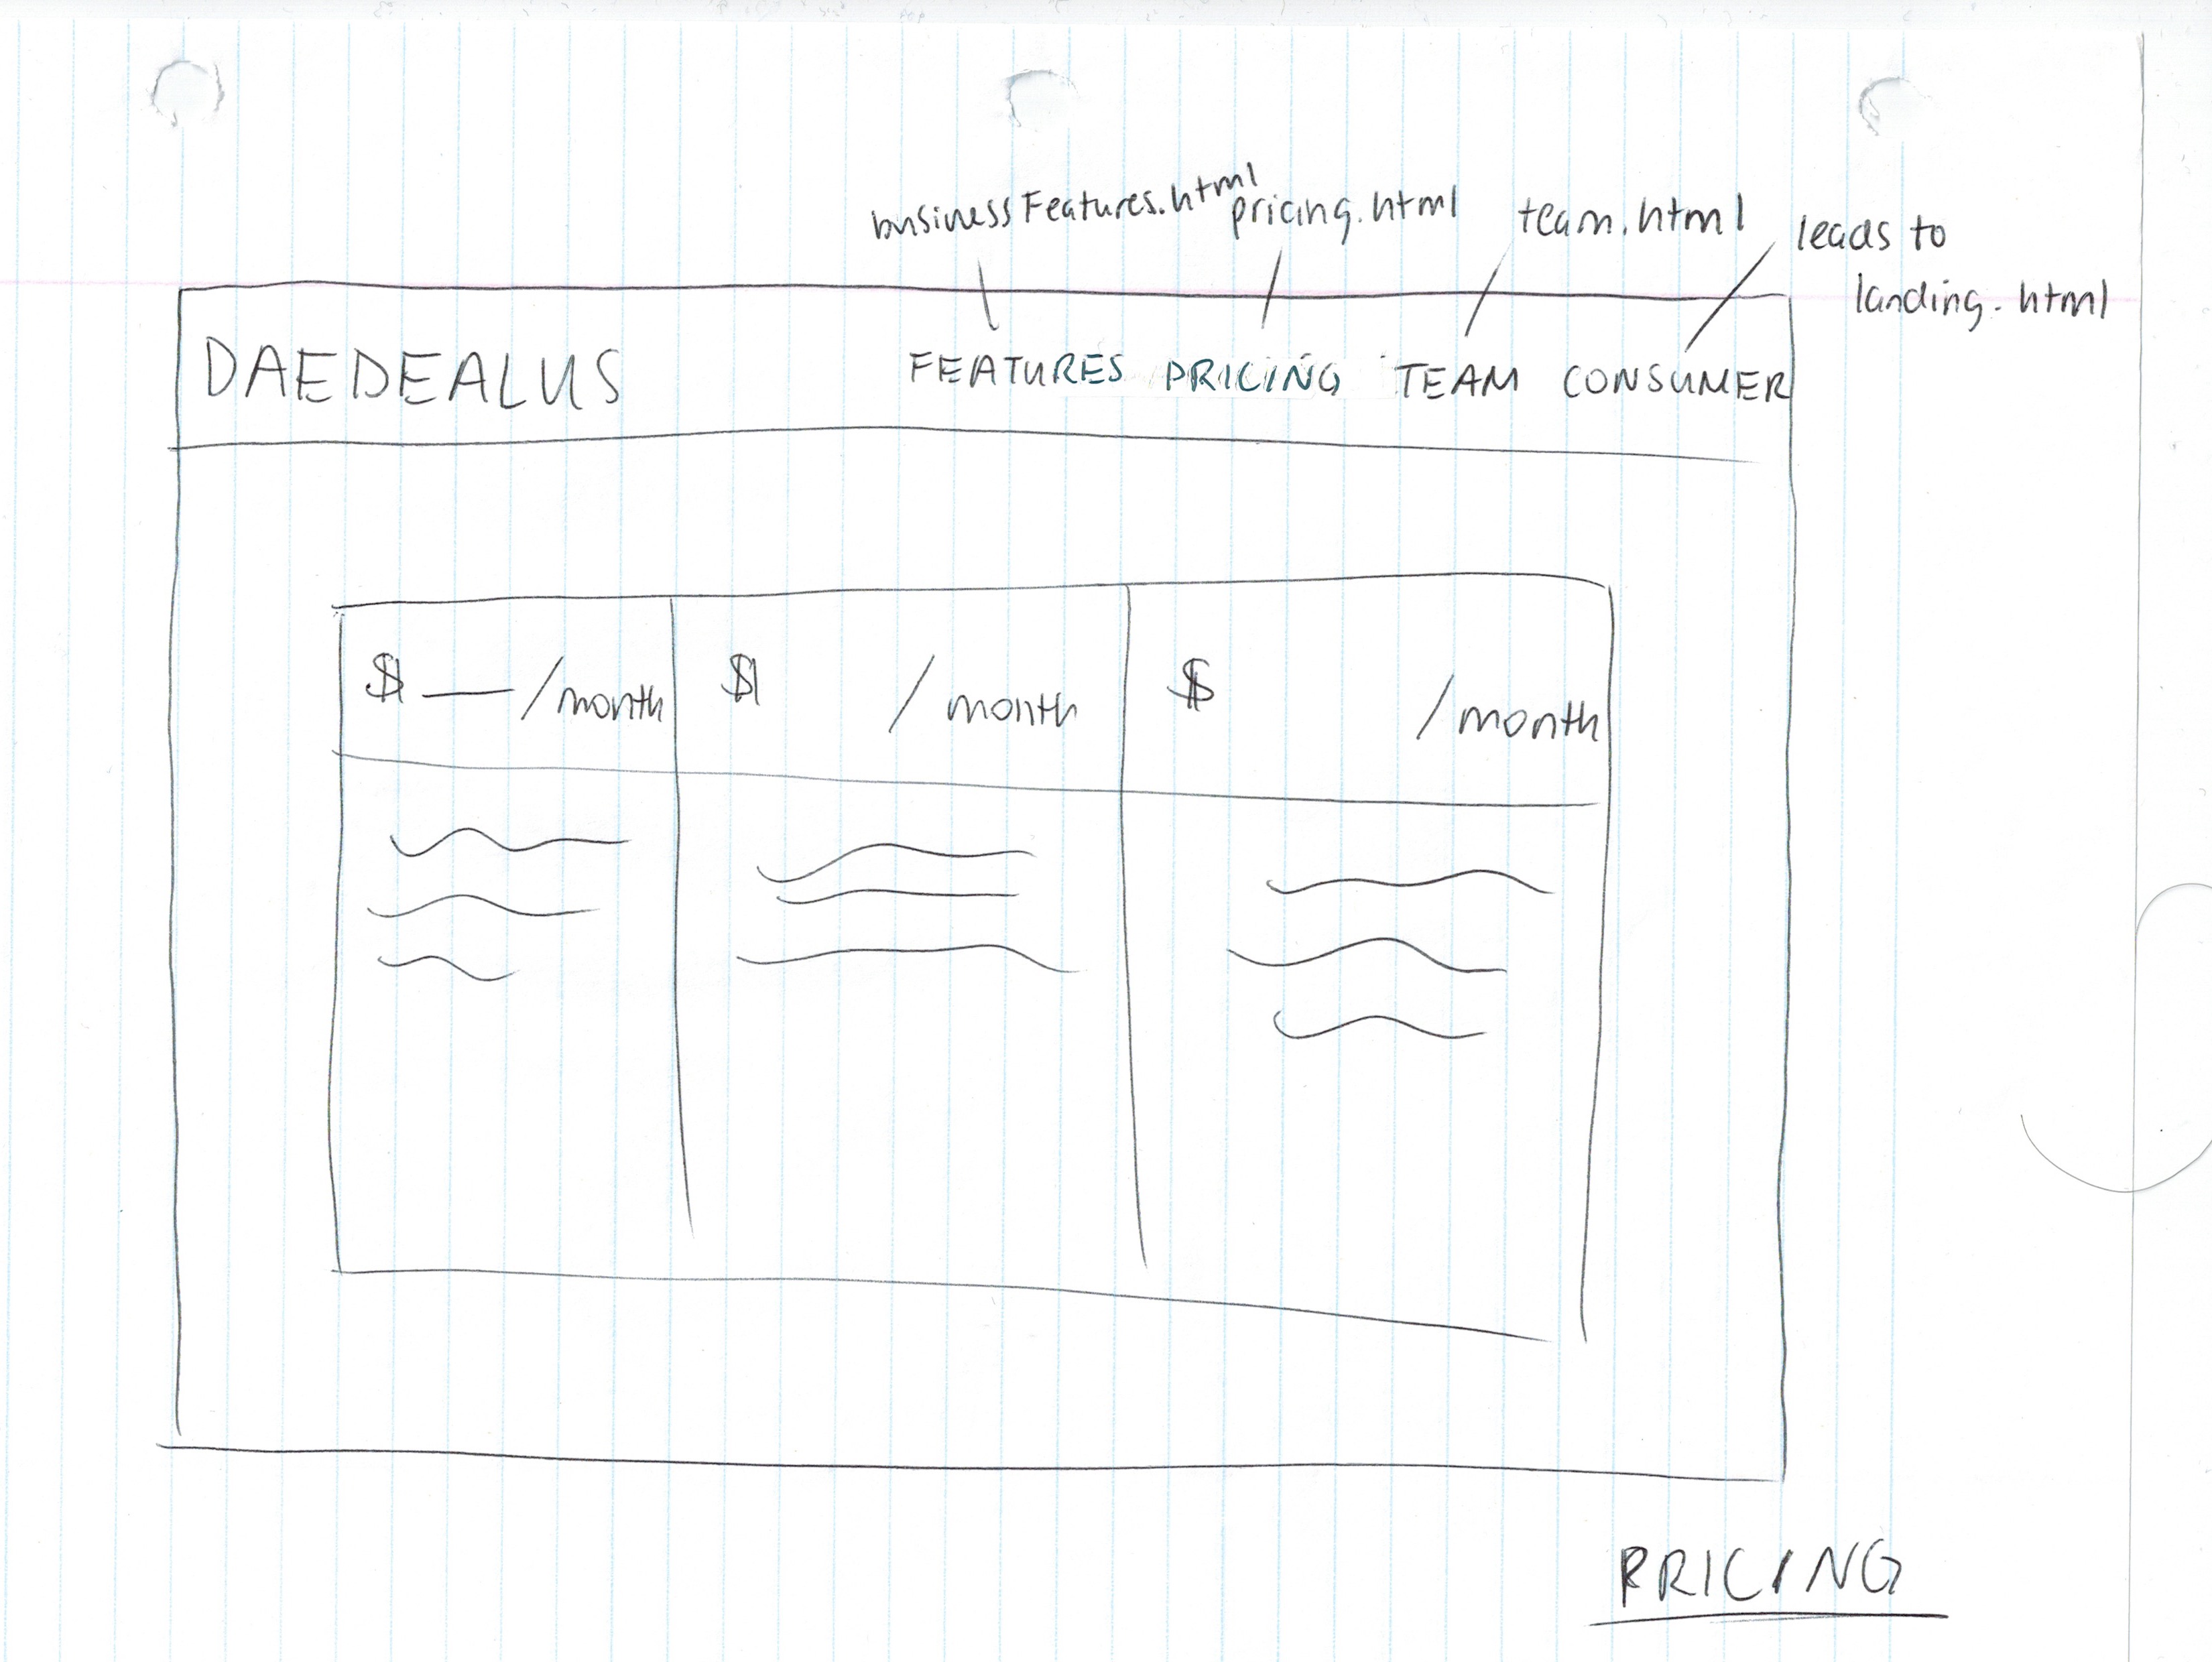 businessFeatures.html pricing.html team.html leads to
landing.html
DAEDEALUS FEATURES PRICING TEAM CONSUMER
$ — /month $ / month $ /month
PRICING